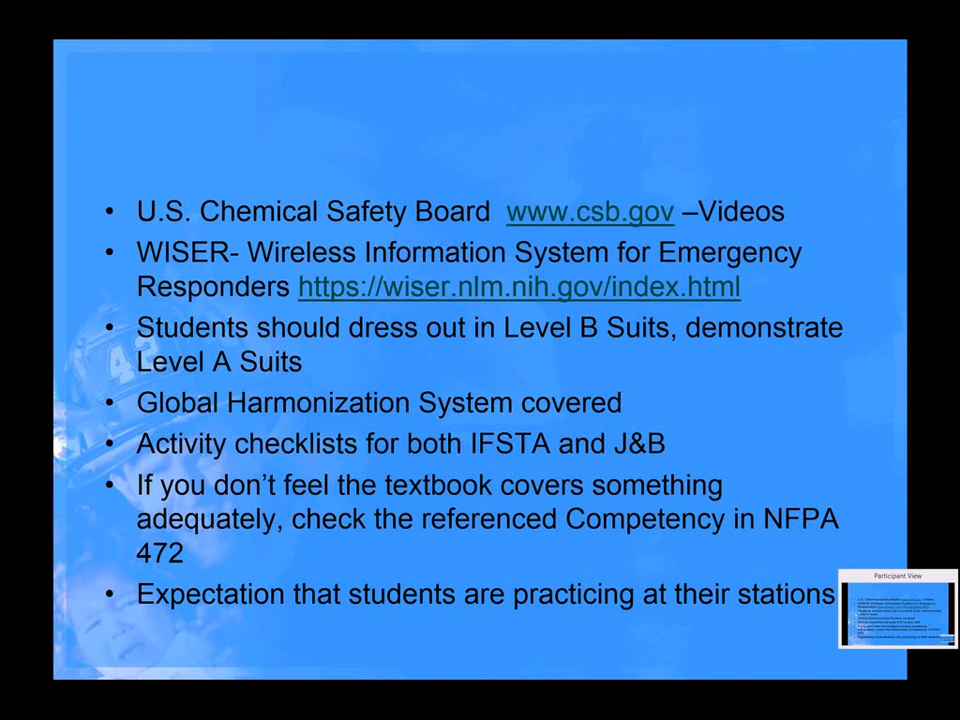 • U.S. Chemical Safety Board www.csb.gov –Videos
• WISER- Wireless Information System for Emergency
Responders https://wiser.nlm.nih.gov/index.html
• Students should dress out in Level B Suits, demonstrate
Level A Suits
• Global Harmonization System covered
• Activity checklists for both IFSTA and J&B
• If you don’t feel the textbook covers something
adequately, check the referenced Competency in NFPA
472
• Expectation that students are practicing at their stations
42
Participant View